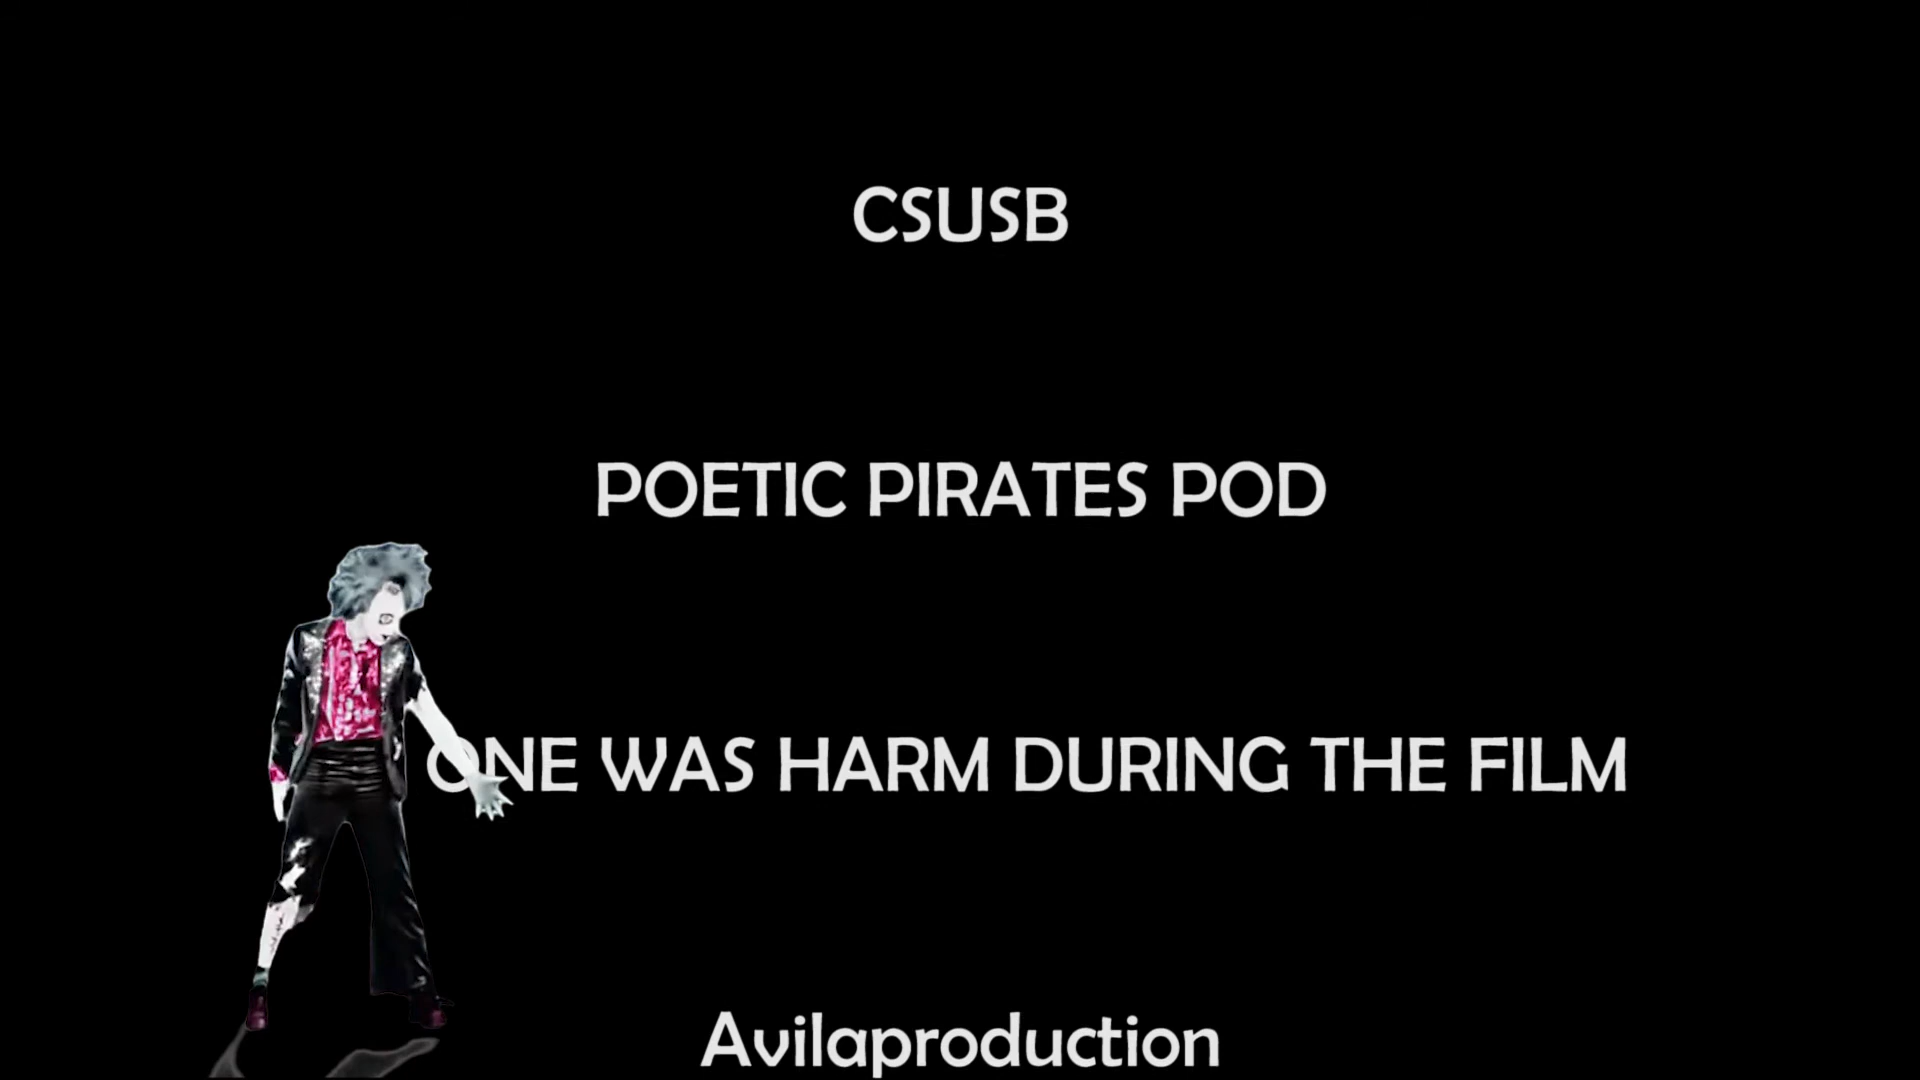 CSUSB
POETIC PIRATES POD
ONE WAS HARM DURING THE FILM
Avilaproduction